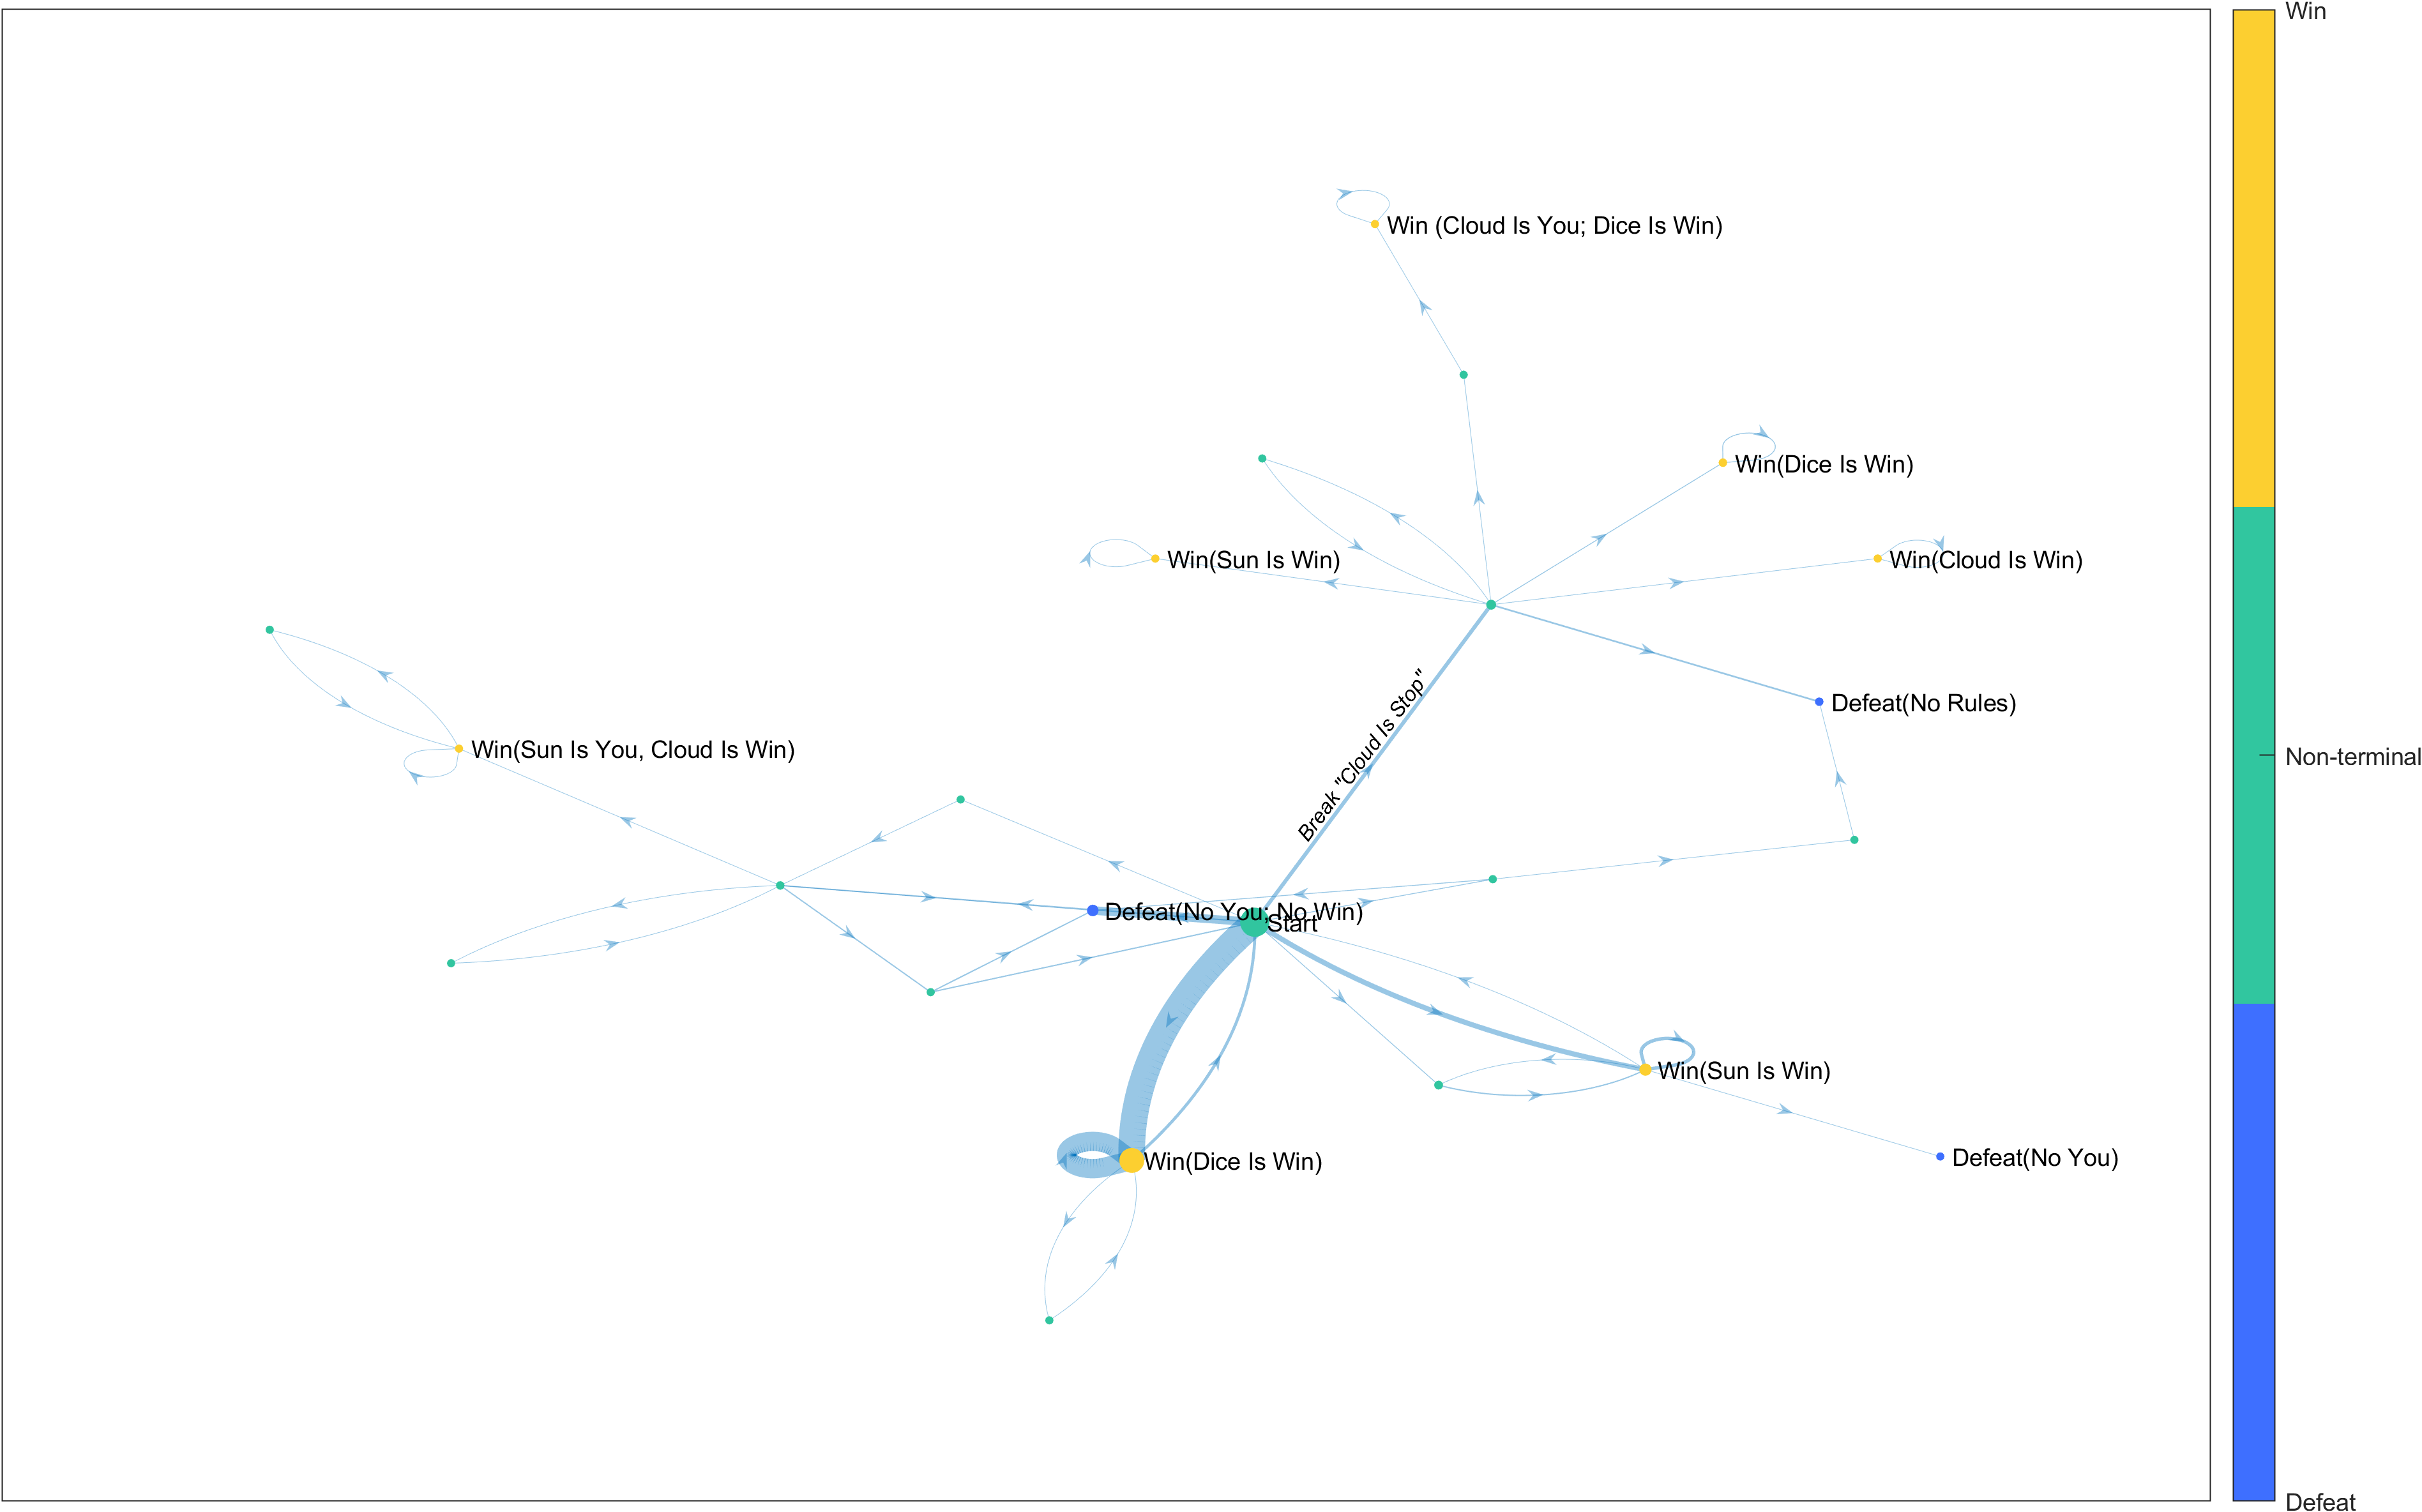 Win
Win (Cloud Is You; Dice Is Win)
Win(Dice Is Win)
Win(Sun Is Win)
Win(Cloud Is Win)
Break "Cloud Is Stop"
Defeat(No Rules)
Win(Sun Is You, Cloud Is Win)
Non-terminal
Defeat(No You; No Win)
Start
Win(Sun Is Win)
Win(Dice Is Win)
Defeat(No You)
Defeat